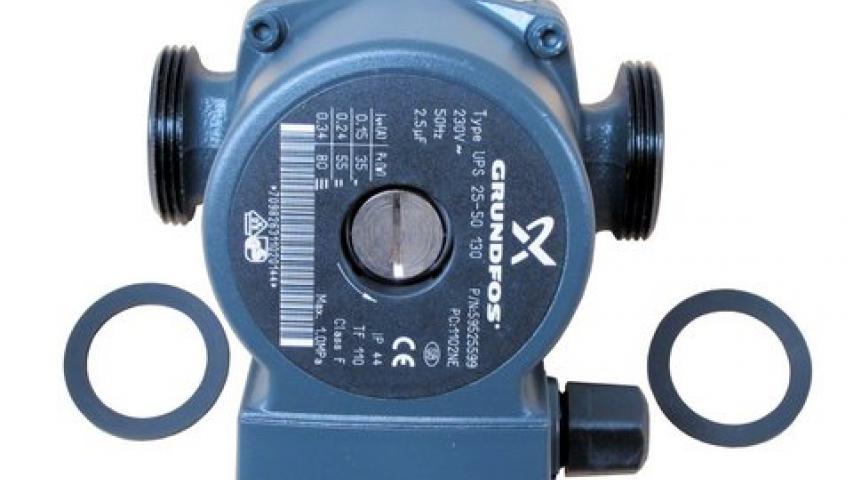 GRUNDFOS
Type UPS 25-50 130
P/N:59525599
230V~
PC:1102NE
50Hz
2.5μF
CE
I₁/₁(A) P₁(W)
0.15 35 -
0.24 55 =
0.34 80 ≡
IP 44
TF 110
Class F
Max. 1.0MPa